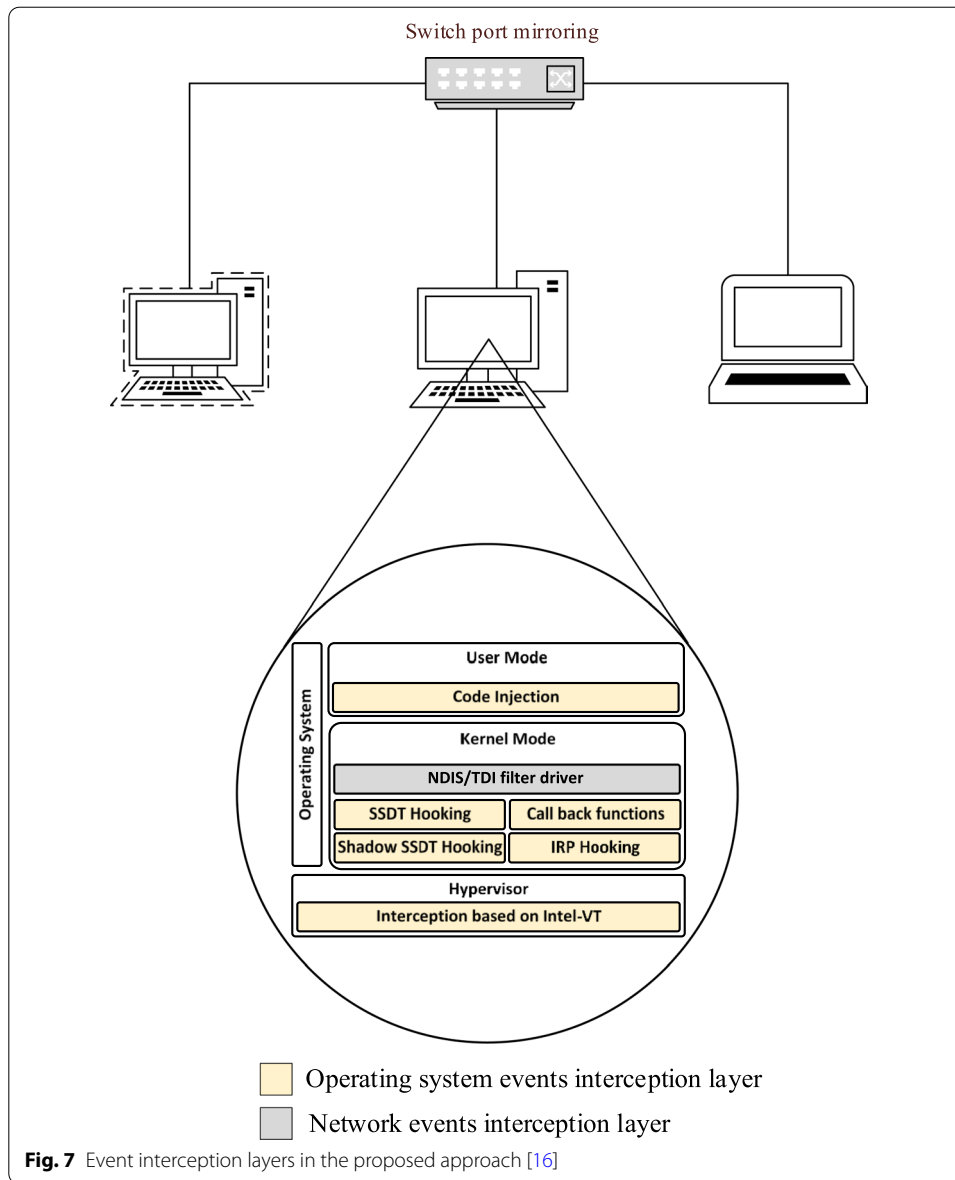 Switch port mirroring
Operating System
User Mode
Code Injection
Kernel Mode
NDIS/TDI filter driver
SSDT Hooking
Call back functions
Shadow SSDT Hooking
IRP Hooking
Hypervisor
Interception based on Intel-VT
Operating system events interception layer
Network events interception layer
Fig. 7 Event interception layers in the proposed approach [16]